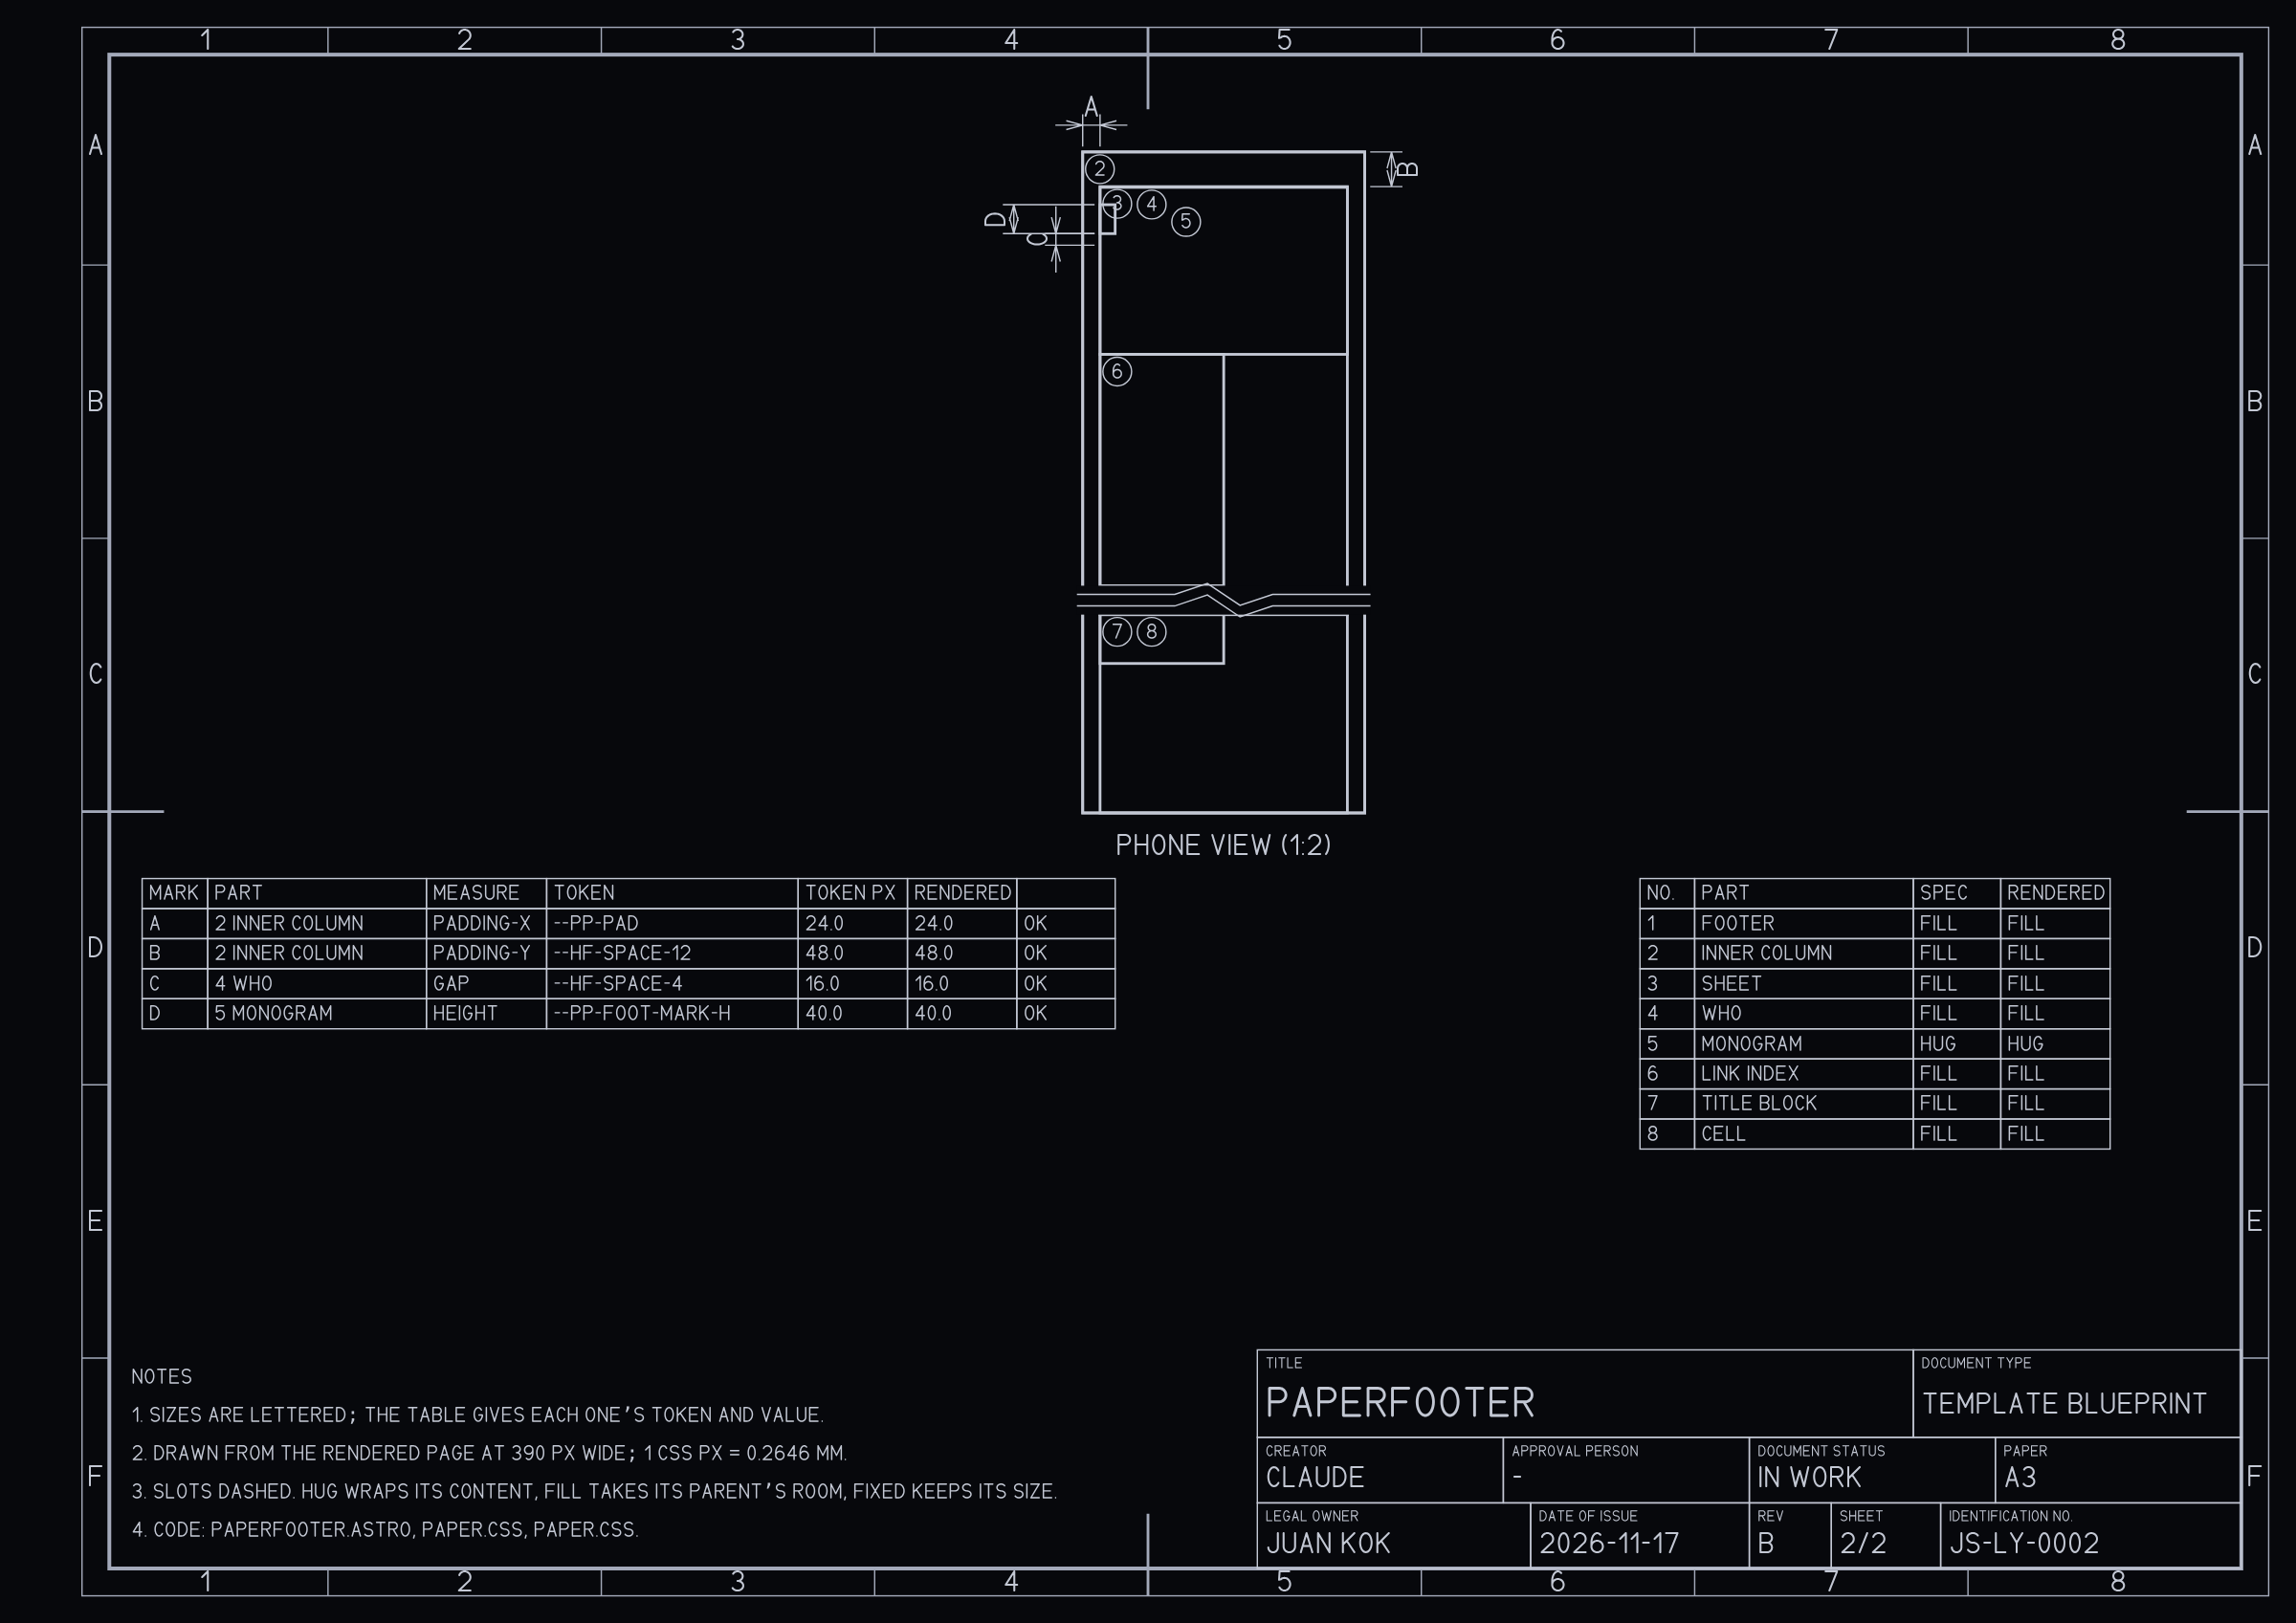 1 2 3 4 5 6 7 8
A A
B B
C C
D D
E E
F F
A
B
2
3 4 5
D
C
6
7 8
PHONE VIEW (1:2)
MARK PART MEASURE TOKEN TOKEN PX RENDERED
A 2 INNER COLUMN PADDING-X --PP-PAD 24.0 24.0 OK
B 2 INNER COLUMN PADDING-Y --HF-SPACE-12 48.0 48.0 OK
C 4 WHO GAP --HF-SPACE-4 16.0 16.0 OK
D 5 MONOGRAM HEIGHT --PP-FOOT-MARK-H 40.0 40.0 OK
NO. PART SPEC RENDERED
1 FOOTER FILL FILL
2 INNER COLUMN FILL FILL
3 SHEET FILL FILL
4 WHO FILL FILL
5 MONOGRAM HUG HUG
6 LINK INDEX FILL FILL
7 TITLE BLOCK FILL FILL
8 CELL FILL FILL
NOTES
1. SIZES ARE LETTERED; THE TABLE GIVES EACH ONE'S TOKEN AND VALUE.
2. DRAWN FROM THE RENDERED PAGE AT 390 PX WIDE; 1 CSS PX = 0.2646 MM.
3. SLOTS DASHED. HUG WRAPS ITS CONTENT, FILL TAKES ITS PARENT'S ROOM, FIXED KEEPS ITS SIZE.
4. CODE: PAPERFOOTER.ASTRO, PAPER.CSS, PAPER.CSS.
TITLE DOCUMENT TYPE
PAPERFOOTER TEMPLATE BLUEPRINT
CREATOR APPROVAL PERSON DOCUMENT STATUS PAPER
CLAUDE - IN WORK A3
LEGAL OWNER DATE OF ISSUE REV SHEET IDENTIFICATION NO.
JUAN KOK 2026-11-17 B 2/2 JS-LY-0002
1 2 3 4 5 6 7 8